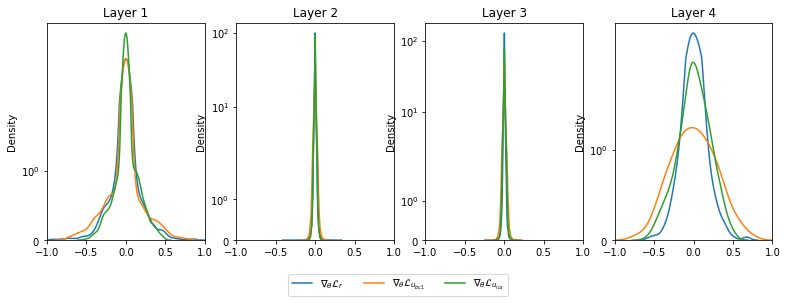 Layer 1 Layer 2 Layer 3 Layer 4
Density Density Density Density
10⁰ 0
10² 10¹ 10⁰ 0
10² 10¹ 10⁰ 0
10⁰ 0
−1.0 −0.5 0.0 0.5 1.0 −1.0 −0.5 0.0 0.5 1.0 −1.0 −0.5 0.0 0.5 1.0 −1.0 −0.5 0.0 0.5 1.0
∇θℒr ∇θℒu_bc1 ∇θℒu_ics